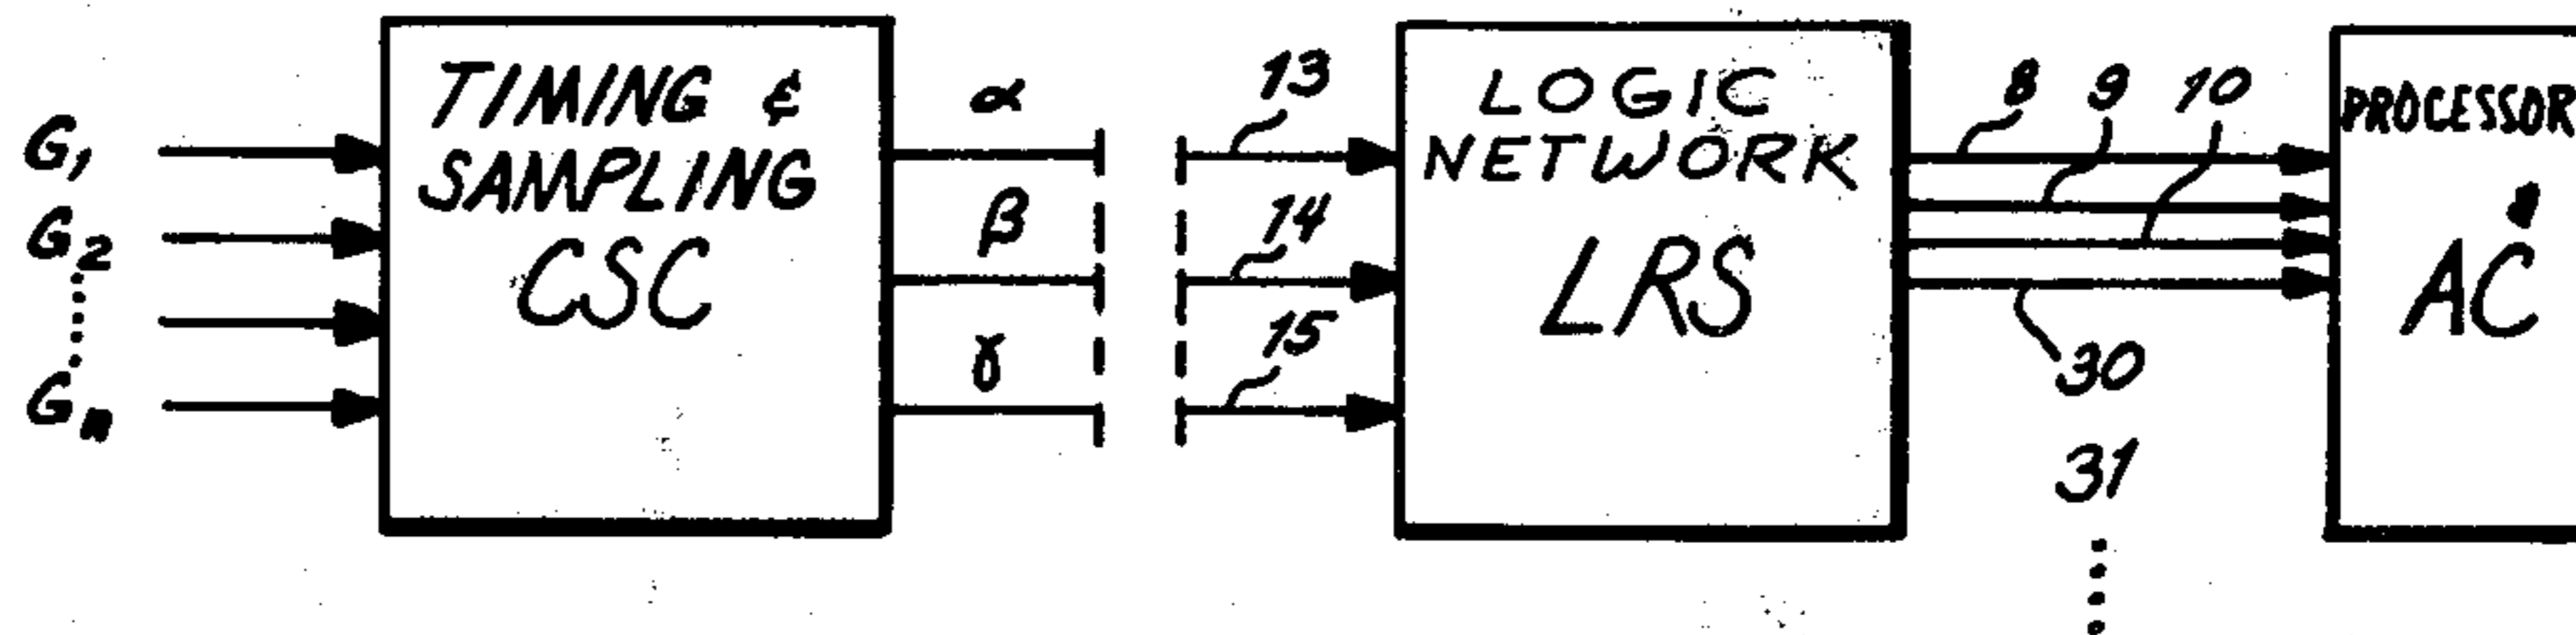 G1
G2
Gn
TIMING &
SAMPLING
CSC
α
β
γ
13
14
15
LOGIC
NETWORK
LRS
8 9 10
30
31
PROCESSOR
AC